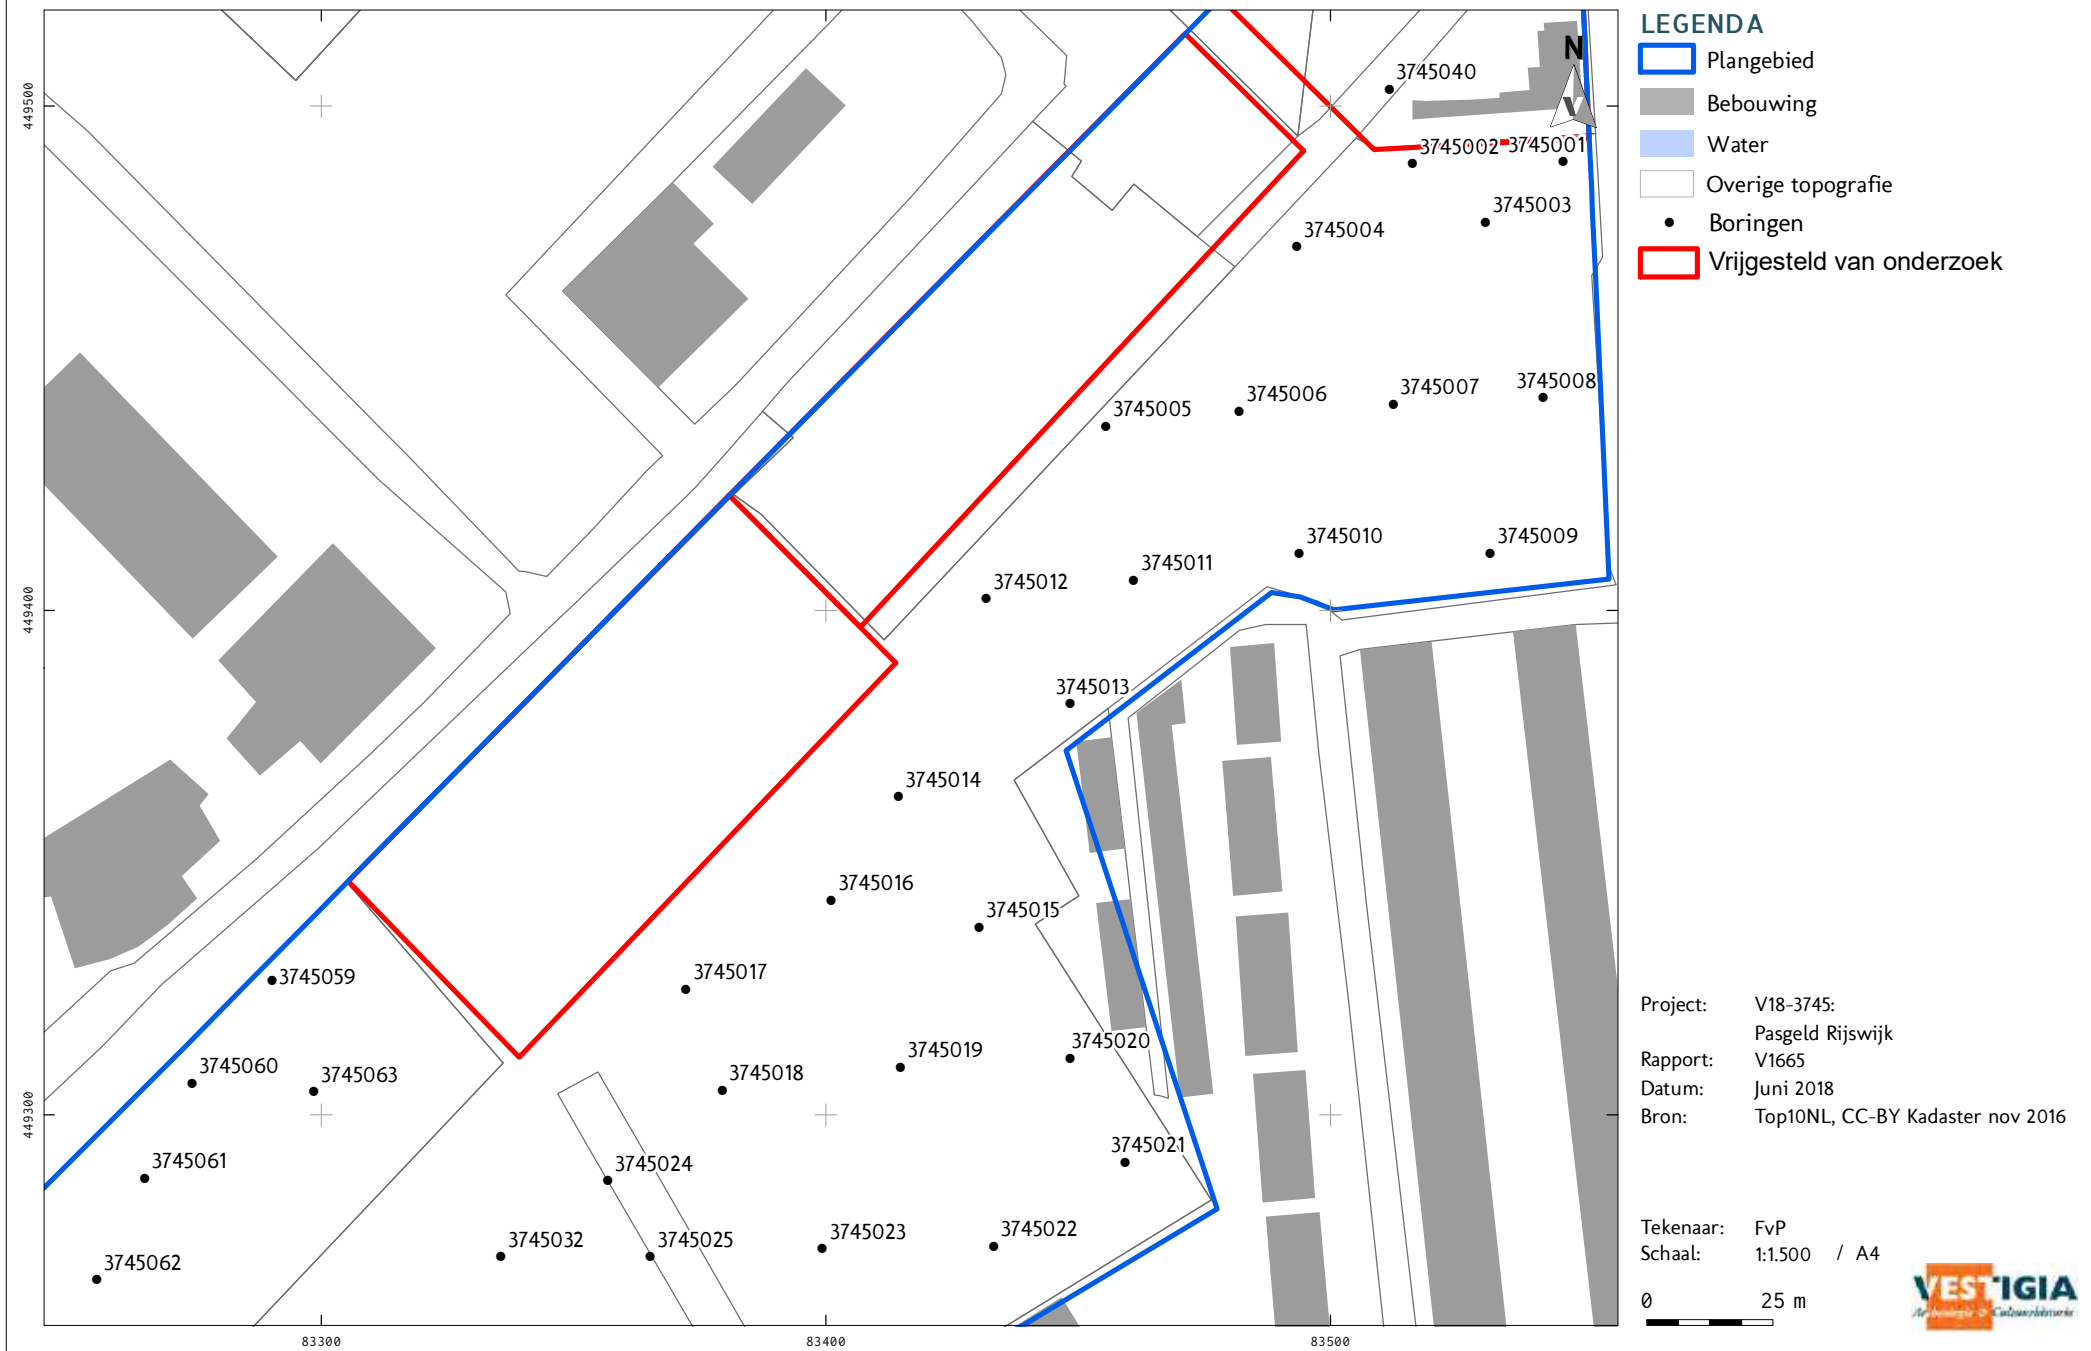 LEGENDA
Plangebied
Bebouwing
Water
Overige topografie
Boringen
Vrijgesteld van onderzoek
N
V
449500
449400
449300
83300
83400
83500
3745040
3745002
3745001
3745003
3745004
3745005
3745006
3745007
3745008
3745012
3745011
3745010
3745009
3745013
3745014
3745016
3745015
3745017
3745059
3745060
3745063
3745018
3745019
3745020
3745061
3745024
3745021
3745062
3745032
3745025
3745023
3745022
Project: V18-3745:
Pasgeld Rijswijk
Rapport: V1665
Datum: Juni 2018
Bron: Top10NL, CC-BY Kadaster nov 2016
Tekenaar: FvP
Schaal: 1:1.500 / A4
0 25 m
VESTIGIA
Archeologie & Cultuurhistorie